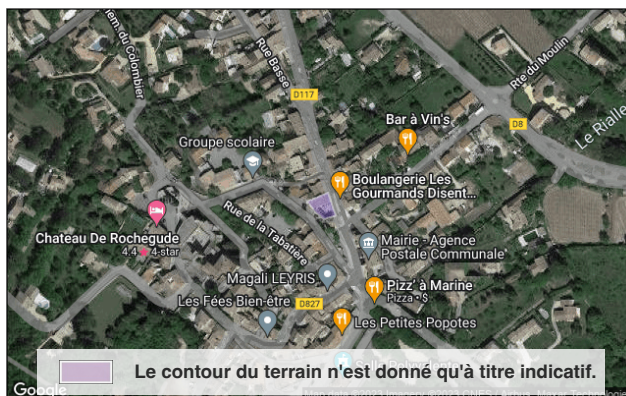 Chem. du Colombier
Rue Basse
D117
Rte du Moulin
Bar à Vin's
D8
Le Rialle
Groupe scolaire
Boulangerie Les
Gourmands Disent...
Rue de la Tabatière
Chateau De Rochegude
4.4 4-star
Mairie - Agence
Postale Communale
Magali LEYRIS
Pizz' à Marine
Pizza • $
Les Fées Bien-être
D827
Les Petites Popotes
Le contour du terrain n'est donné qu'à titre indicatif.
Google